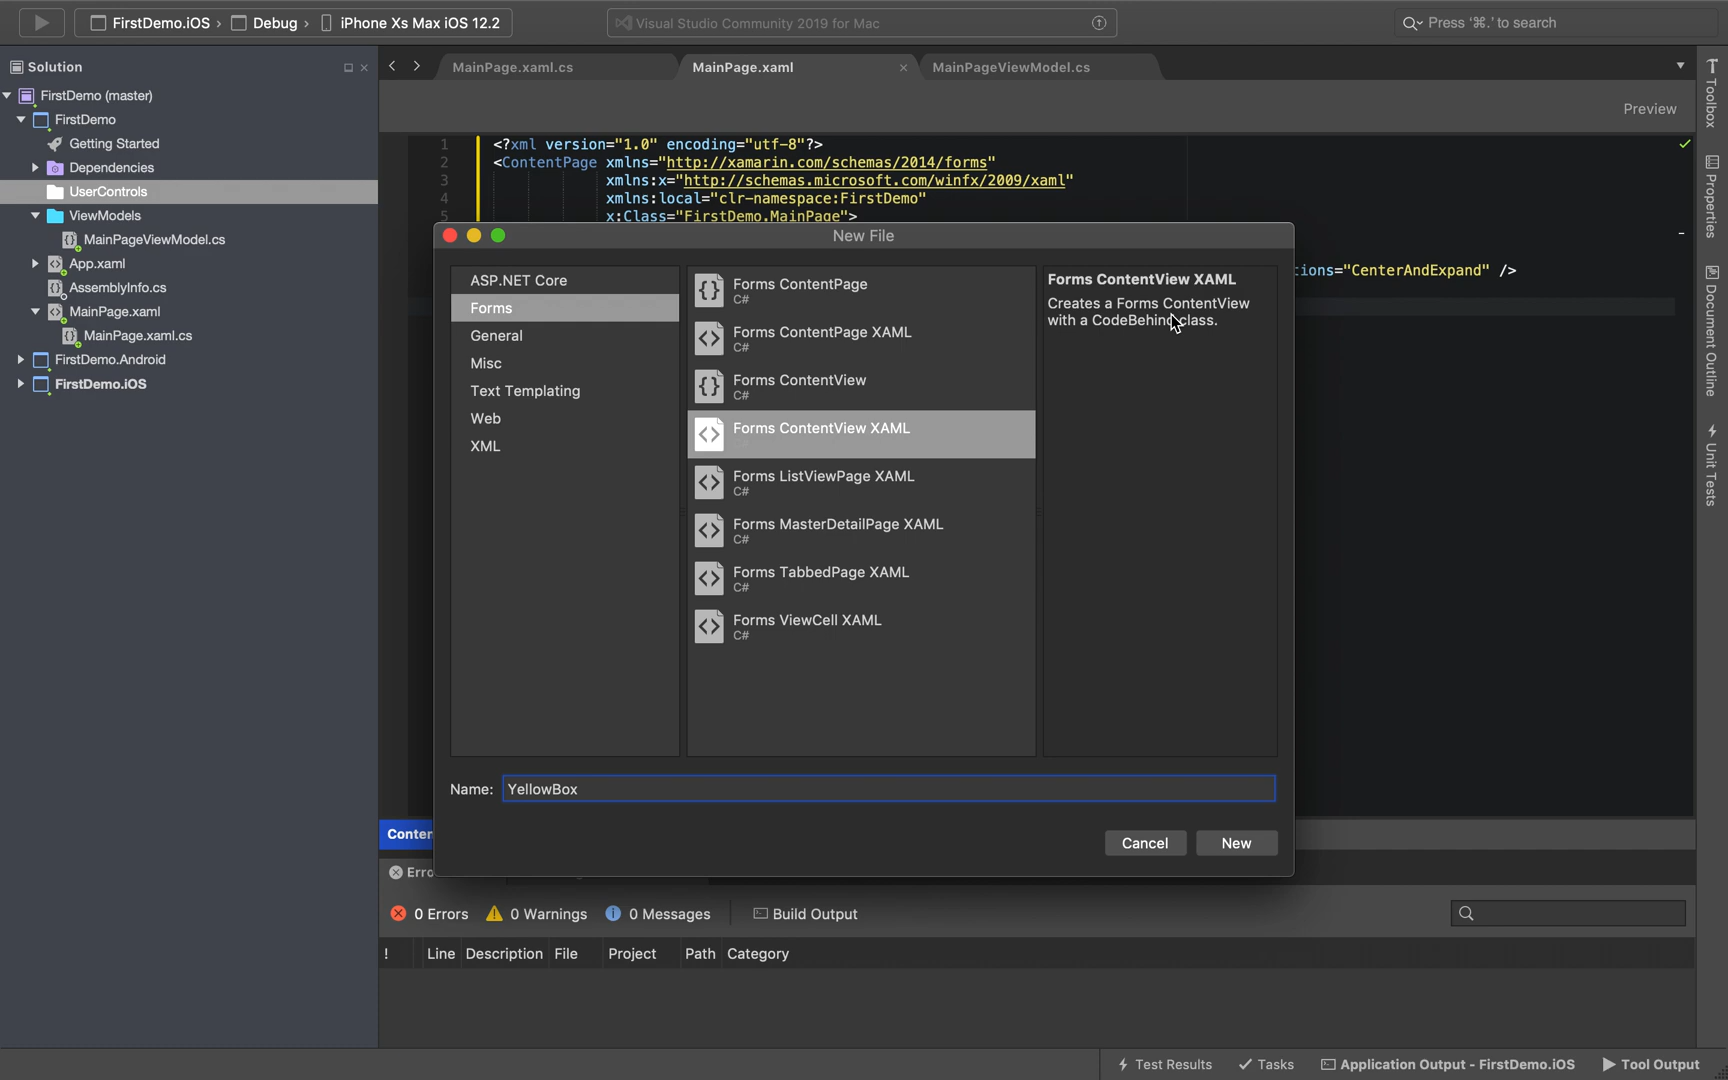 FirstDemo.iOS › Debug › iPhone Xs Max iOS 12.2
Visual Studio Community 2019 for Mac
Press '⌘.' to search
Solution
FirstDemo (master)
FirstDemo
Getting Started
Dependencies
UserControls
ViewModels
MainPageViewModel.cs
App.xaml
AssemblyInfo.cs
MainPage.xaml
MainPage.xaml.cs
FirstDemo.Android
FirstDemo.iOS
MainPage.xaml.cs
MainPage.xaml
MainPageViewModel.cs
Preview
1 <?xml version="1.0" encoding="utf-8"?>
2 <ContentPage xmlns="http://xamarin.com/schemas/2014/forms"
3 xmlns:x="http://schemas.microsoft.com/winfx/2009/xaml"
4 xmlns:local="clr-namespace:FirstDemo"
5 x:Class="FirstDemo.MainPage">
tions="CenterAndExpand" />
New File
ASP.NET Core
Forms
General
Misc
Text Templating
Web
XML
Forms ContentPage
C#
Forms ContentPage XAML
C#
Forms ContentView
C#
Forms ContentView XAML
Forms ListViewPage XAML
C#
Forms MasterDetailPage XAML
C#
Forms TabbedPage XAML
C#
Forms ViewCell XAML
C#
Forms ContentView XAML
Creates a Forms ContentView
with a CodeBehind class.
Name: YellowBox
Cancel
New
Conter
Erro
0 Errors
0 Warnings
0 Messages
Build Output
! Line Description File Project Path Category
Toolbox
Properties
Document Outline
Unit Tests
Test Results
Tasks
Application Output - FirstDemo.iOS
Tool Output